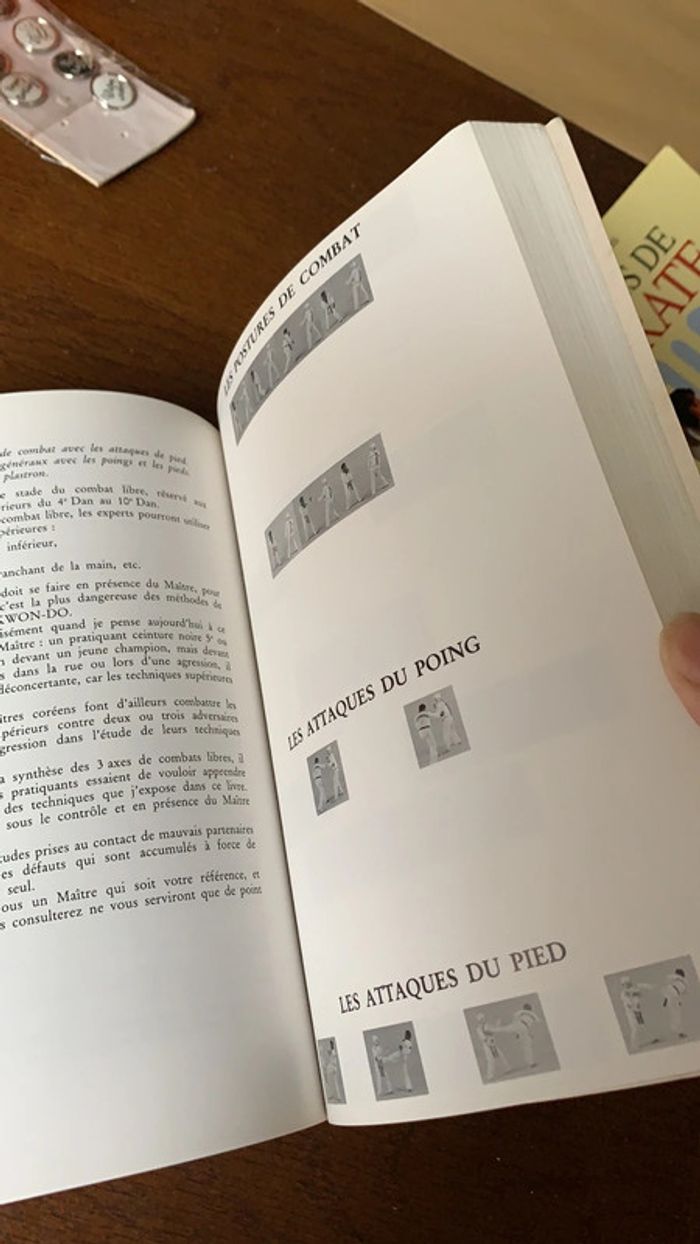 de combat avec les attaques de pied
généraux avec les poings et les pieds
plastron.
e stade du combat libre, réservé aux
rieurs du 4e Dan au 10e Dan.
combat libre, les experts pourront utiliser
périeures :
inférieur,
ranchant de la main, etc.
doit se faire en présence du Maître, pour
c'est la plus dangereuse des méthodes de
KWON-DO.
isément quand je pense aujourd'hui à ce
Maître : un pratiquant ceinture noire 5e ou
n devant un jeune champion, mais devant
s dans la rue ou lors d'une agression, il
déconcertante, car les techniques supérieures
îtres coréens font d'ailleurs combattre les
périeurs contre deux ou trois adversaires
gression dans l'étude de leurs techniques
a synthèse des 3 axes de combats libres, il
s pratiquants essaient de vouloir apprendre
des techniques que j'expose dans ce livre.
sous le contrôle et en présence du Maître
tudes prises au contact de mauvais partenaires
es défauts qui sont accumulés à force de
seul.
ous un Maître qui soit votre référence, et
s consulterez ne vous serviront que de point
LES POSTURES DE COMBAT
LES ATTAQUES DU POING
LES ATTAQUES DU PIED
S DE
KATE